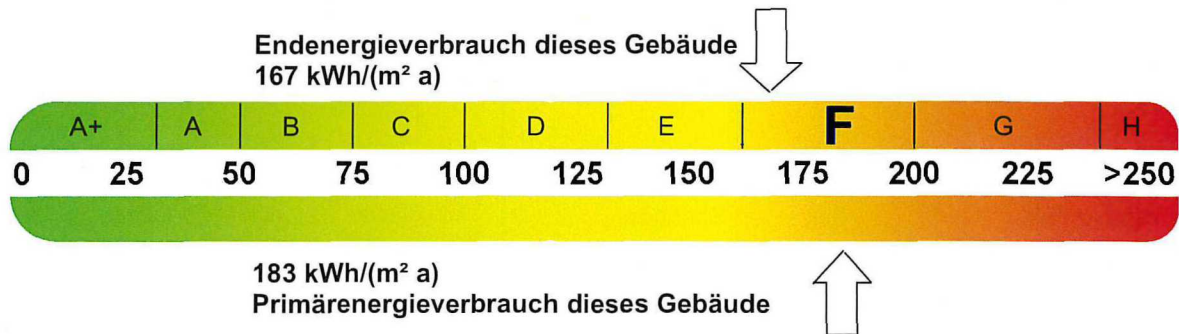 Endenergieverbrauch dieses Gebäude
167 kWh/(m² a)
A+ A B C D E F G H
0 25 50 75 100 125 150 175 200 225 >250
183 kWh/(m² a)
Primärenergieverbrauch dieses Gebäude